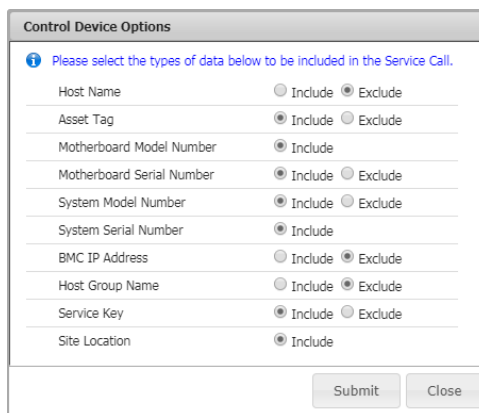 Control Device Options
Please select the types of data below to be included in the Service Call.
Host Name Include Exclude
Asset Tag Include Exclude
Motherboard Model Number Include
Motherboard Serial Number Include Exclude
System Model Number Include Exclude
System Serial Number Include
BMC IP Address Include Exclude
Host Group Name Include Exclude
Service Key Include Exclude
Site Location Include
Submit Close